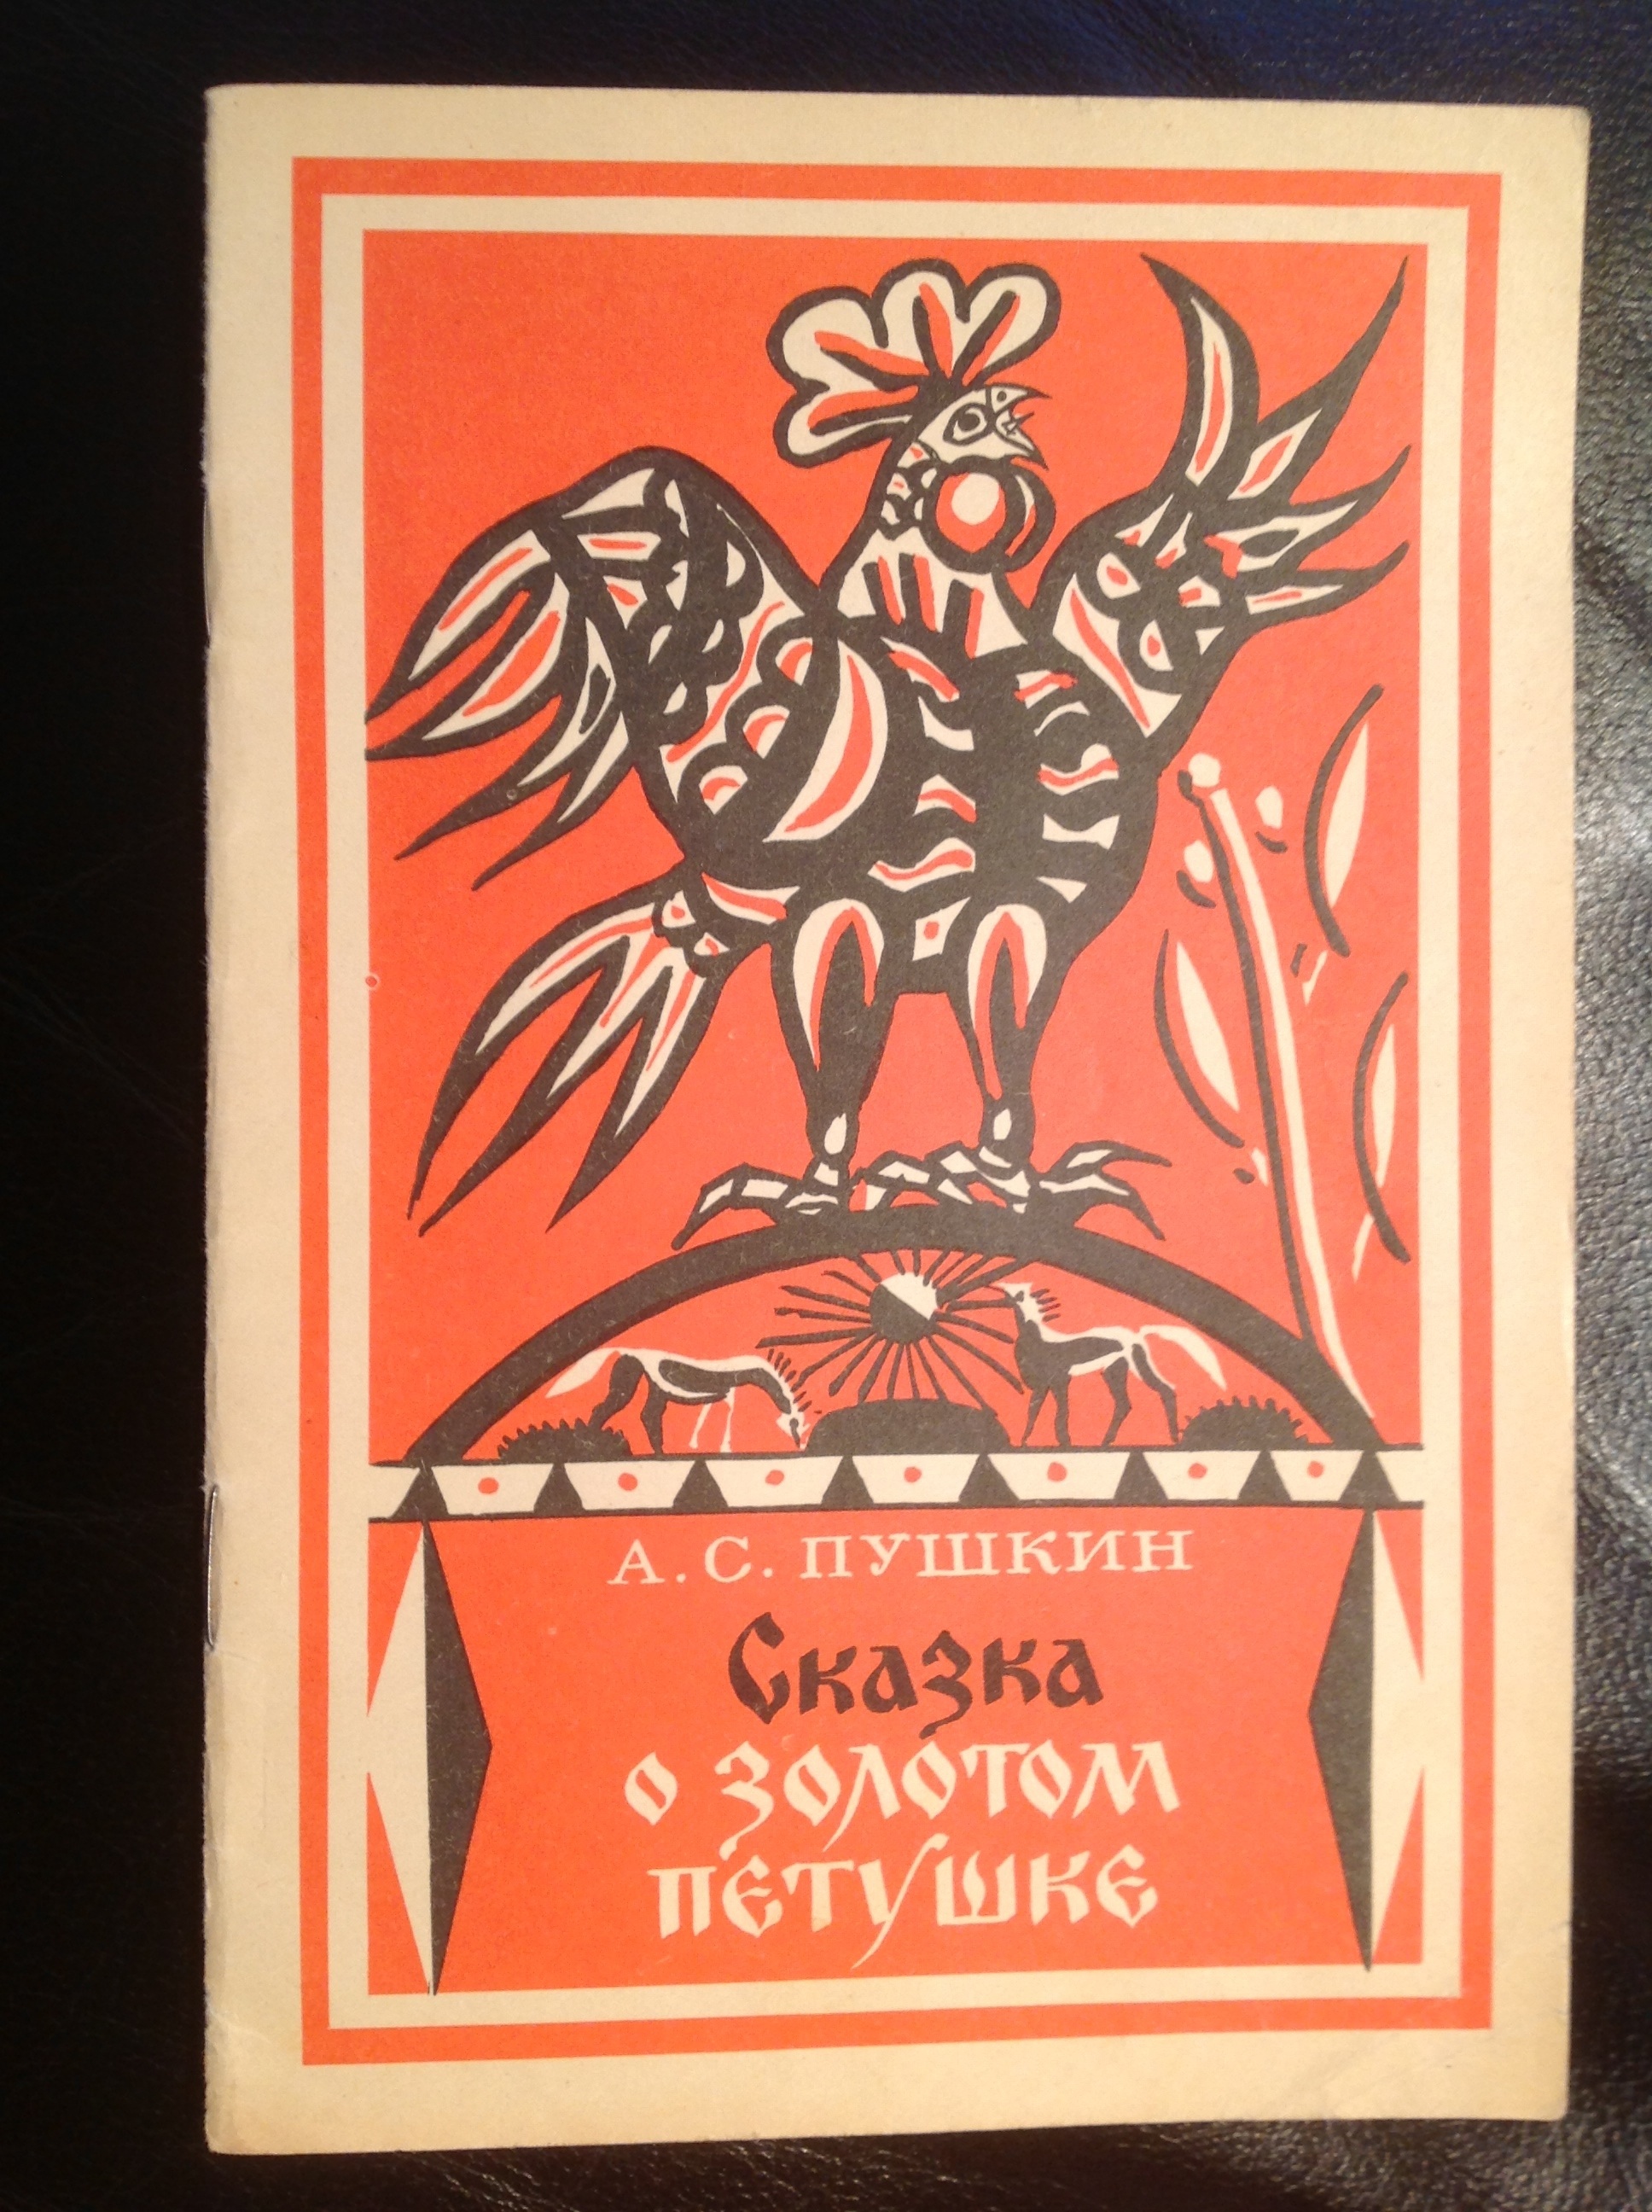 А. С. ПУШКИН
Сказка
о золотом
петушке